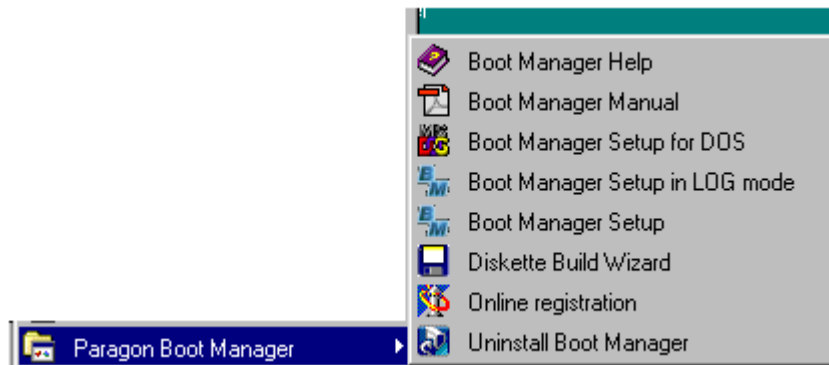 Boot Manager Help
Boot Manager Manual
Boot Manager Setup for DOS
Boot Manager Setup in LOG mode
Boot Manager Setup
Diskette Build Wizard
Online registration
Paragon Boot Manager
Uninstall Boot Manager